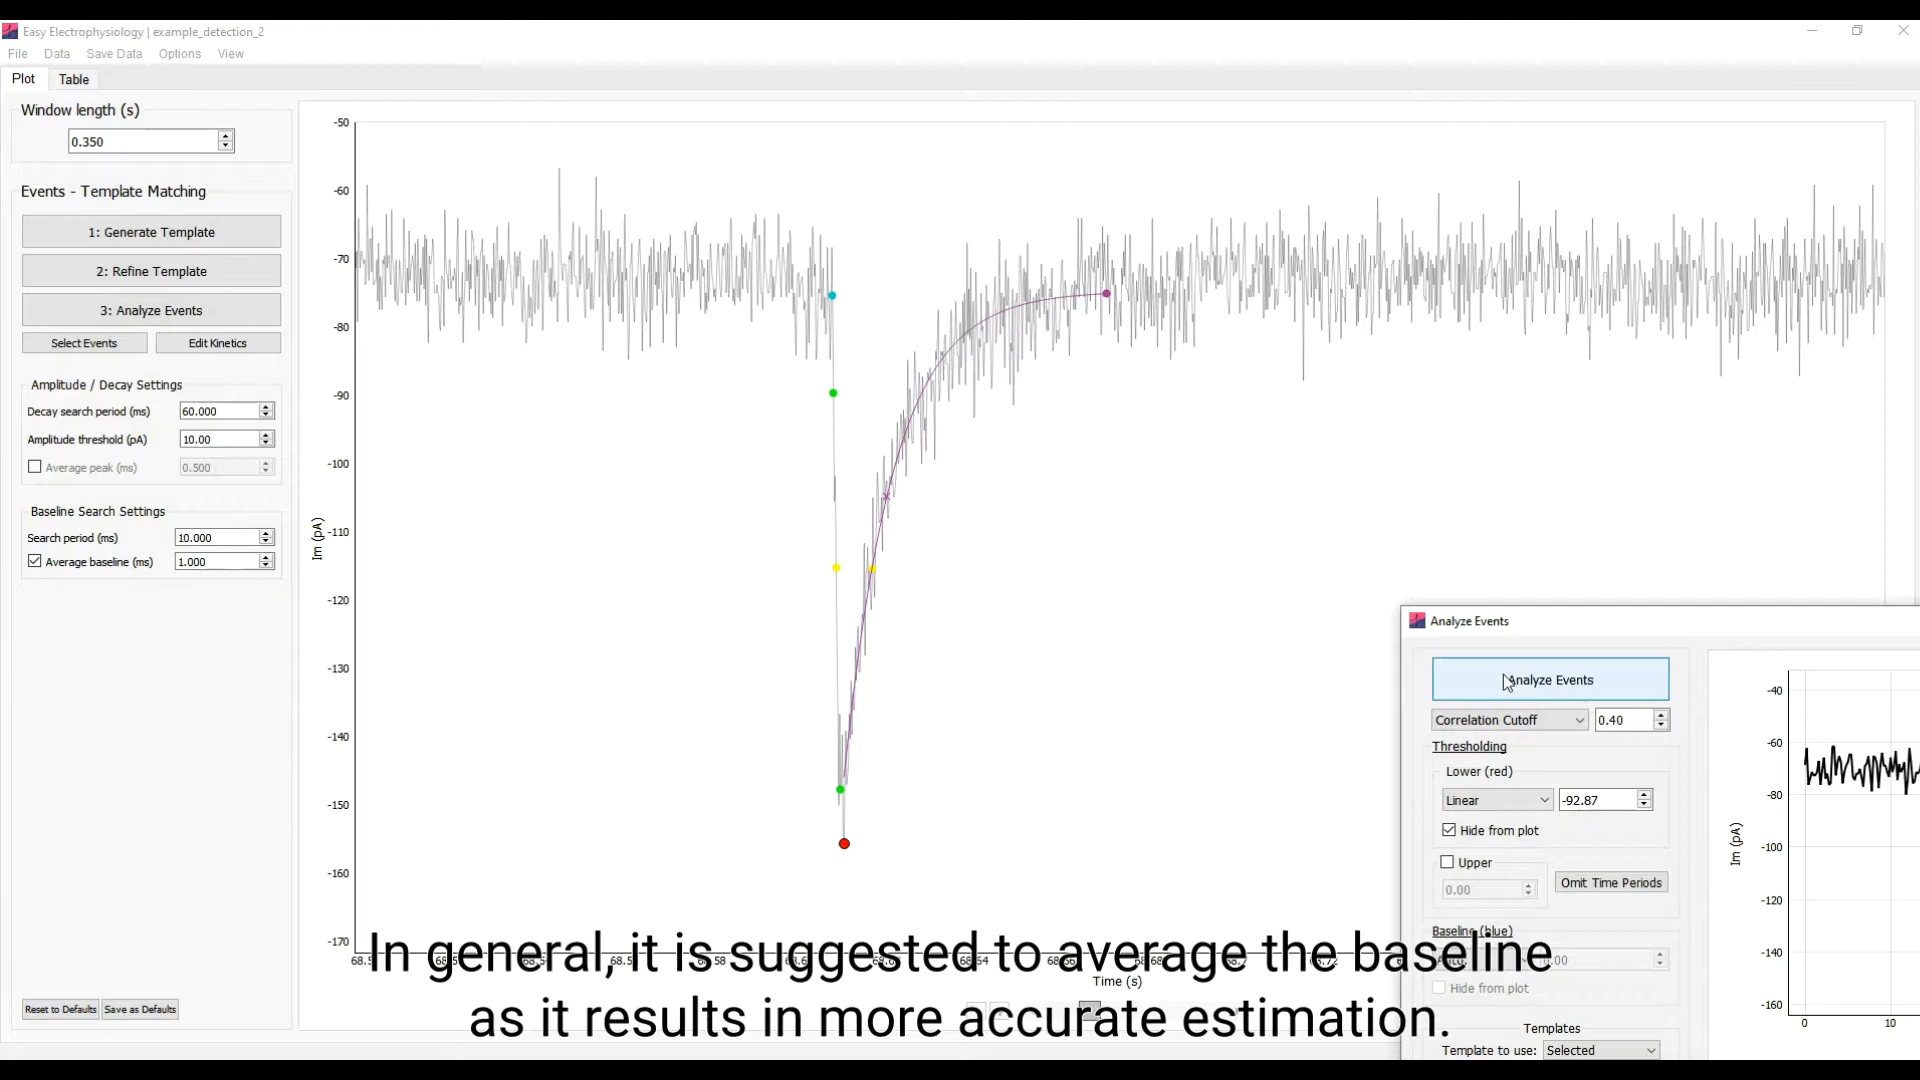 Easy Electrophysiology | example_detection_2
File Data Save Data Options View
Plot Table
Window length (s)
0.350
Events - Template Matching
1: Generate Template
2: Refine Template
3: Analyze Events
Select Events Edit Kinetics
Amplitude / Decay Settings
Decay search period (ms) 60.000
Amplitude threshold (pA) 10.00
Average peak (ms) 0.500
Baseline Search Settings
Search period (ms) 10.000
Average baseline (ms) 1.000
Reset to Defaults Save as Defaults
-50
-60
-70
-80
-90
-100
-110
-120
-130
-140
-150
-160
-170
Im (pA)
Time (s)
Analyze Events
Analyze Events
Correlation Cutoff 0.40
Thresholding
Lower (red)
Linear -92.87
Hide from plot
Upper
0.00
Omit Time Periods
Baseline (blue)
Hide from plot
Templates
Template to use: Selected
-40
-60
-80
-100
-120
-140
-160
Im (pA)
0 10
In general, it is suggested to average the baseline
as it results in more accurate estimation.